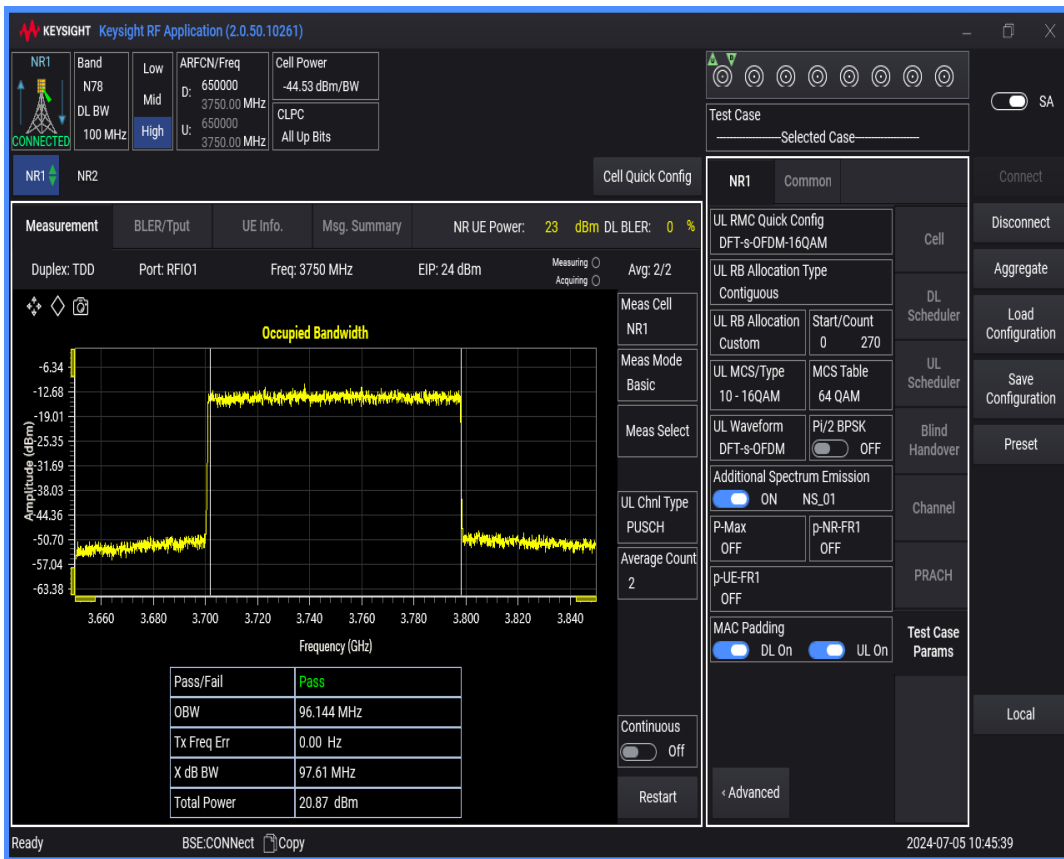 KEYSIGHT Keysight RF Application (2.0.50.10261)
NR1
CONNECTED
Band
N78
DL BW
100 MHz
Low
Mid
High
ARFCN/Freq
D: 650000
3750.00 MHz
U: 650000
3750.00 MHz
Cell Power
-44.53 dBm/BW
CLPC
All Up Bits
Test Case
----Selected Case----
SA
NR1 NR2
Cell Quick Config
Measurement BLER/Tput UE Info. Msg. Summary NR UE Power: 23 dBm DL BLER: 0 %
Duplex: TDD Port: RFIO1 Freq: 3750 MHz EIP: 24 dBm Measuring Avg: 2/2
Acquiring
Occupied Bandwidth
Amplitude (dBm)
-6.34
-12.68
-19.01
-25.35
-31.69
-38.03
-44.36
-50.70
-57.04
-63.38
3.660 3.680 3.700 3.720 3.740 3.760 3.780 3.800 3.820 3.840
Frequency (GHz)
Pass/Fail Pass
OBW 96.144 MHz
Tx Freq Err 0.00 Hz
X dB BW 97.61 MHz
Total Power 20.87 dBm
Meas Cell
NR1
Meas Mode
Basic
Meas Select
UL Chnl Type
PUSCH
Average Count
2
Continuous
Off
Restart
NR1 Common
UL RMC Quick Config
DFT-s-OFDM-16QAM
UL RB Allocation Type
Contiguous
UL RB Allocation
Custom
Start/Count
0 270
UL MCS/Type
10 - 16QAM
MCS Table
64 QAM
UL Waveform
DFT-s-OFDM
Pi/2 BPSK
OFF
Additional Spectrum Emission
ON NS_01
P-Max
OFF
p-NR-FR1
OFF
p-UE-FR1
OFF
MAC Padding
DL On UL On
‹ Advanced
Cell
DL
Scheduler
UL
Scheduler
Blind
Handover
Channel
PRACH
Test Case
Params
Connect
Disconnect
Aggregate
Load
Configuration
Save
Configuration
Preset
Local
Ready BSE:CONNect Copy 2024-07-05 10:45:39